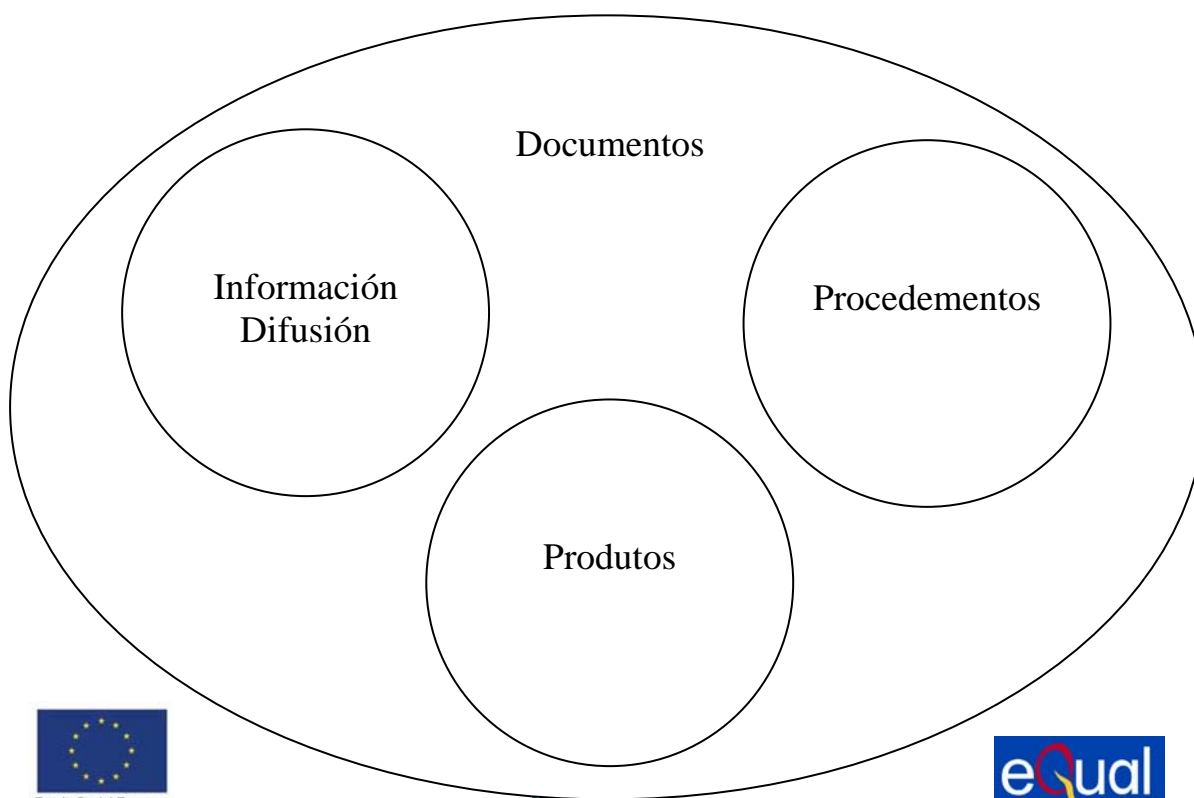 Documentos
Información
Difusión
Procedementos
Produtos
eQual